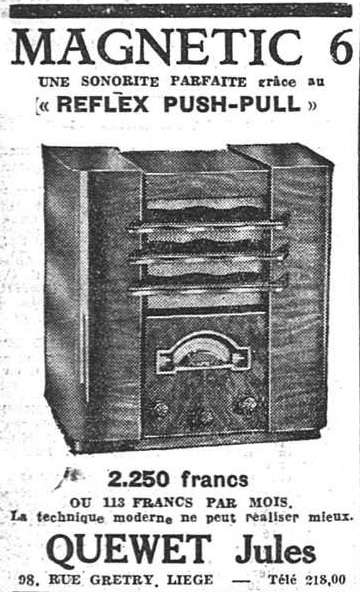 MAGNETIC 6
UNE SONORITE PARFAITE grâce au
« REFLEX PUSH-PULL »
2.250 francs
OU 113 FRANCS PAR MOIS.
La technique moderne ne peut réaliser mieux.
QUEWET Jules
98, RUE GRETRY, LIEGE — Télé 218,00